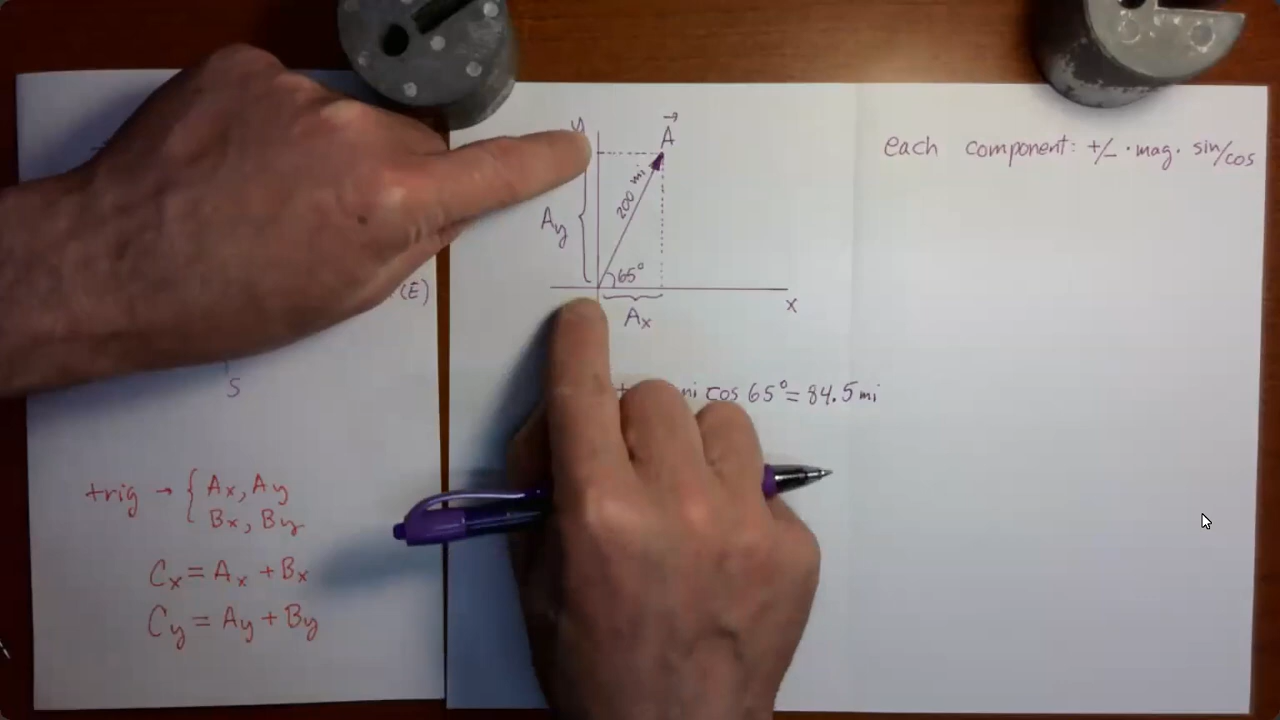 (E)
S
trig → { Ax, Ay
Bx, By
Cx = Ax + Bx
Cy = Ay + By
y
A
200 mi
Ay
65°
x
Ax
mi cos 65° = 84.5 mi
each component: +/- · mag. sin/cos